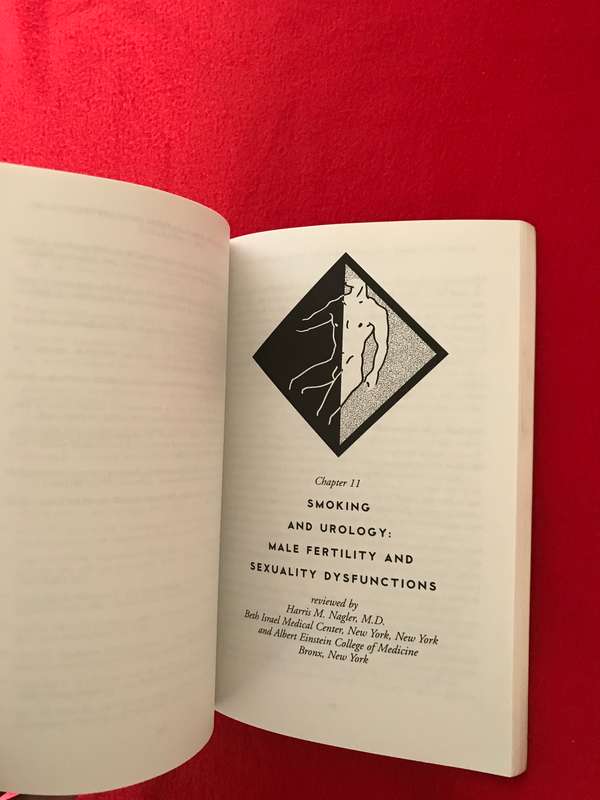 Chapter 11
SMOKING
AND UROLOGY:
MALE FERTILITY AND
SEXUALITY DYSFUNCTIONS
reviewed by
Harris M. Nagler, M.D.
Beth Israel Medical Center, New York, New York
and Albert Einstein College of Medicine
Bronx, New York